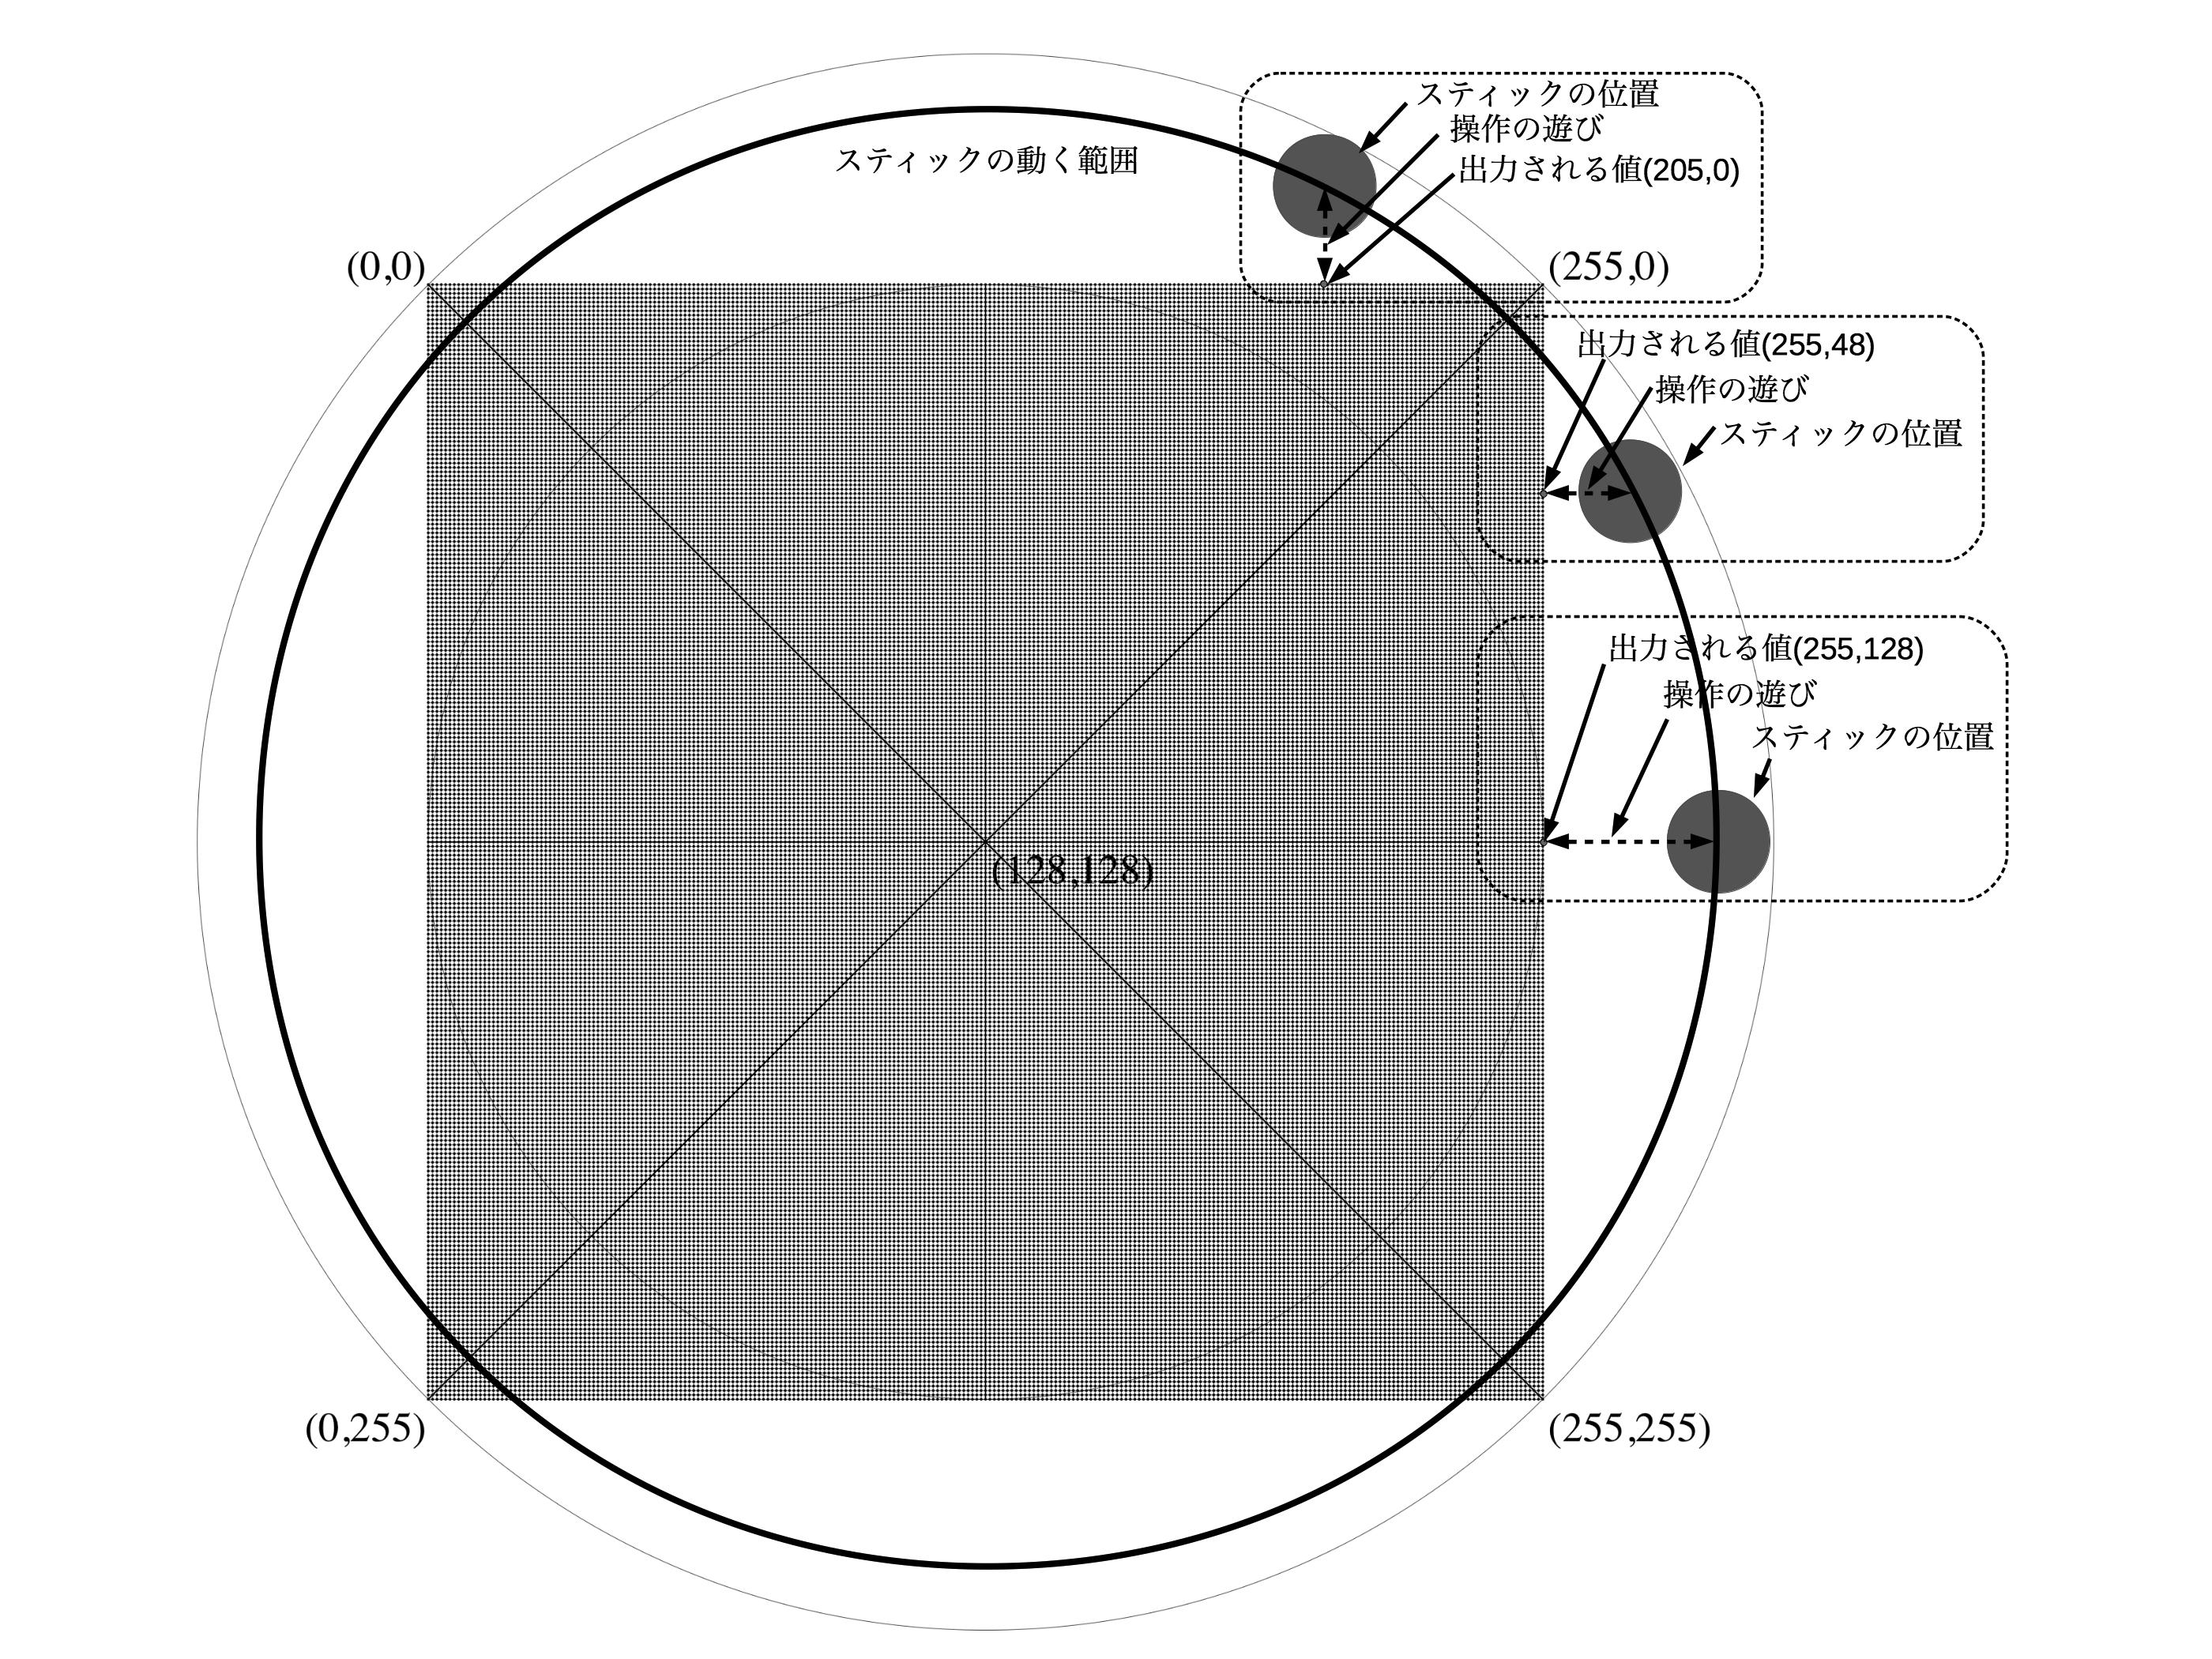 スティックの位置
操作の遊び
スティックの動く範囲
出力される値(205,0)
(0,0)
(255,0)
出力される値(255,48)
操作の遊び
スティックの位置
出力される値(255,128)
操作の遊び
スティックの位置
(128,128)
(0,255)
(255,255)